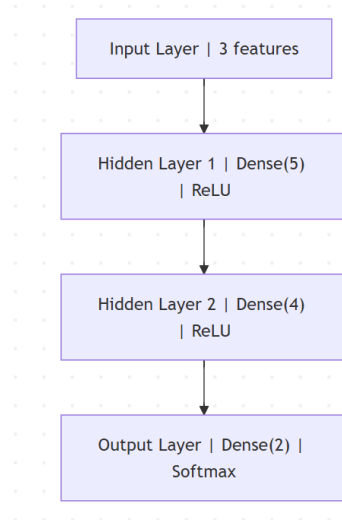 Input Layer | 3 features
Hidden Layer 1 | Dense(5)
| ReLU
Hidden Layer 2 | Dense(4)
| ReLU
Output Layer | Dense(2) |
Softmax